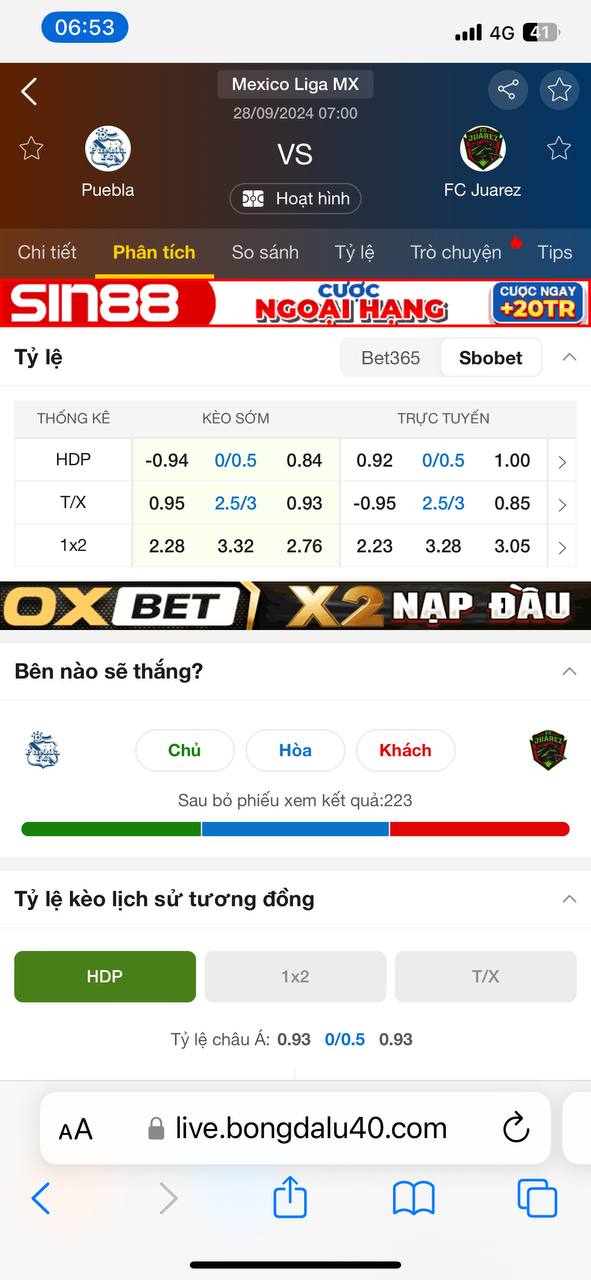 06:53
4G 41
Mexico Liga MX
28/09/2024 07:00
VS
Puebla
FC Juarez
Hoạt hình
Chi tiết Phân tích So sánh Tỷ lệ Trò chuyện Tips
SIN88 CƯỢC NGOẠI HẠNG CƯỢC NGAY +20TR
Tỷ lệ Bet365 Sbobet
THỐNG KÊ KÈO SỚM TRỰC TUYẾN
HDP -0.94 0/0.5 0.84 0.92 0/0.5 1.00
T/X 0.95 2.5/3 0.93 -0.95 2.5/3 0.85
1x2 2.28 3.32 2.76 2.23 3.28 3.05
OXBET X2 NẠP ĐẦU
Bên nào sẽ thắng?
Chủ Hòa Khách
Sau bỏ phiếu xem kết quả:223
Tỷ lệ kèo lịch sử tương đồng
HDP 1x2 T/X
Tỷ lệ châu Á: 0.93 0/0.5 0.93
AA live.bongdalu40.com